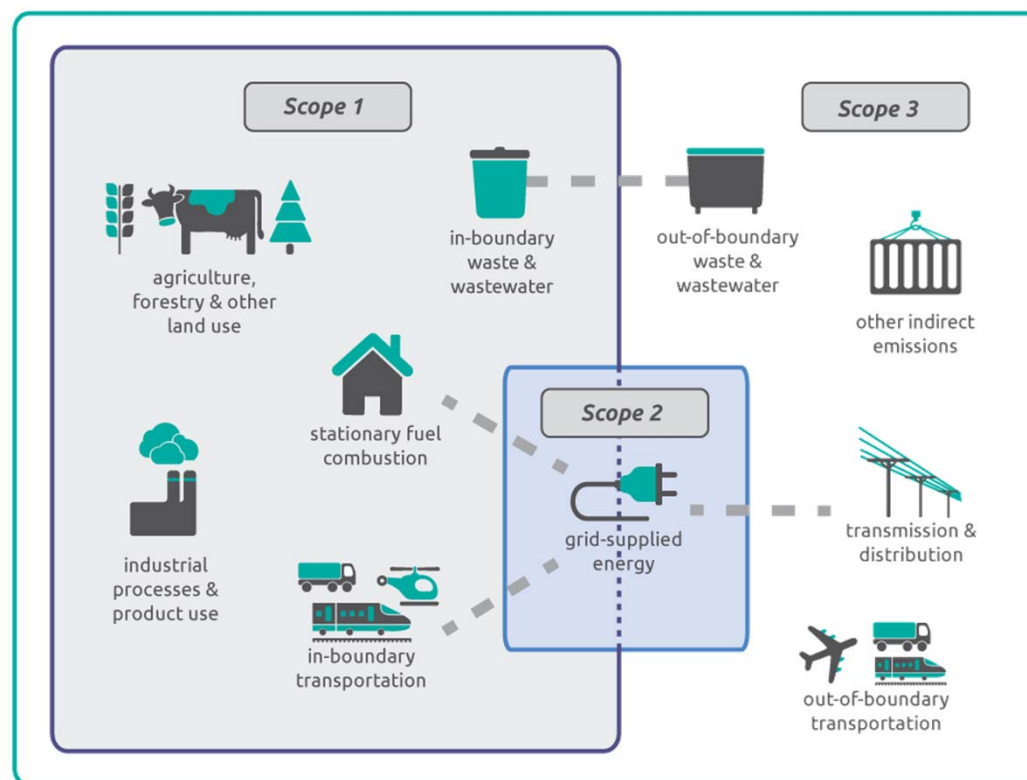 Scope 1
Scope 3
in-boundary
waste &
wastewater
out-of-boundary
waste &
wastewater
agriculture,
forestry & other
land use
other indirect
emissions
Scope 2
stationary fuel
combustion
grid-supplied
energy
transmission &
distribution
industrial
processes &
product use
in-boundary
transportation
out-of-boundary
transportation